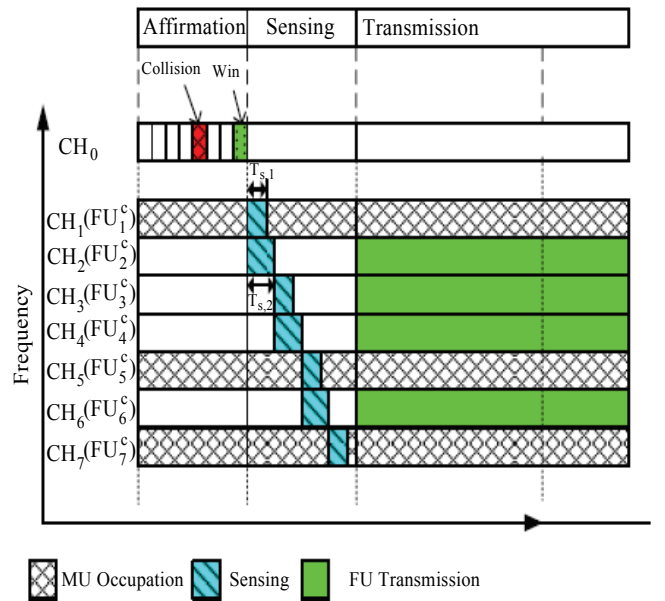 Affirmation Sensing Transmission
Collision Win
CH0
Ts,1
CH1(FU1c)
CH2(FU2c)
CH3(FU3c)
Ts,2
CH4(FU4c)
CH5(FU5c)
CH6(FU6c)
CH7(FU7c)
Frequency
MU Occupation Sensing FU Transmission